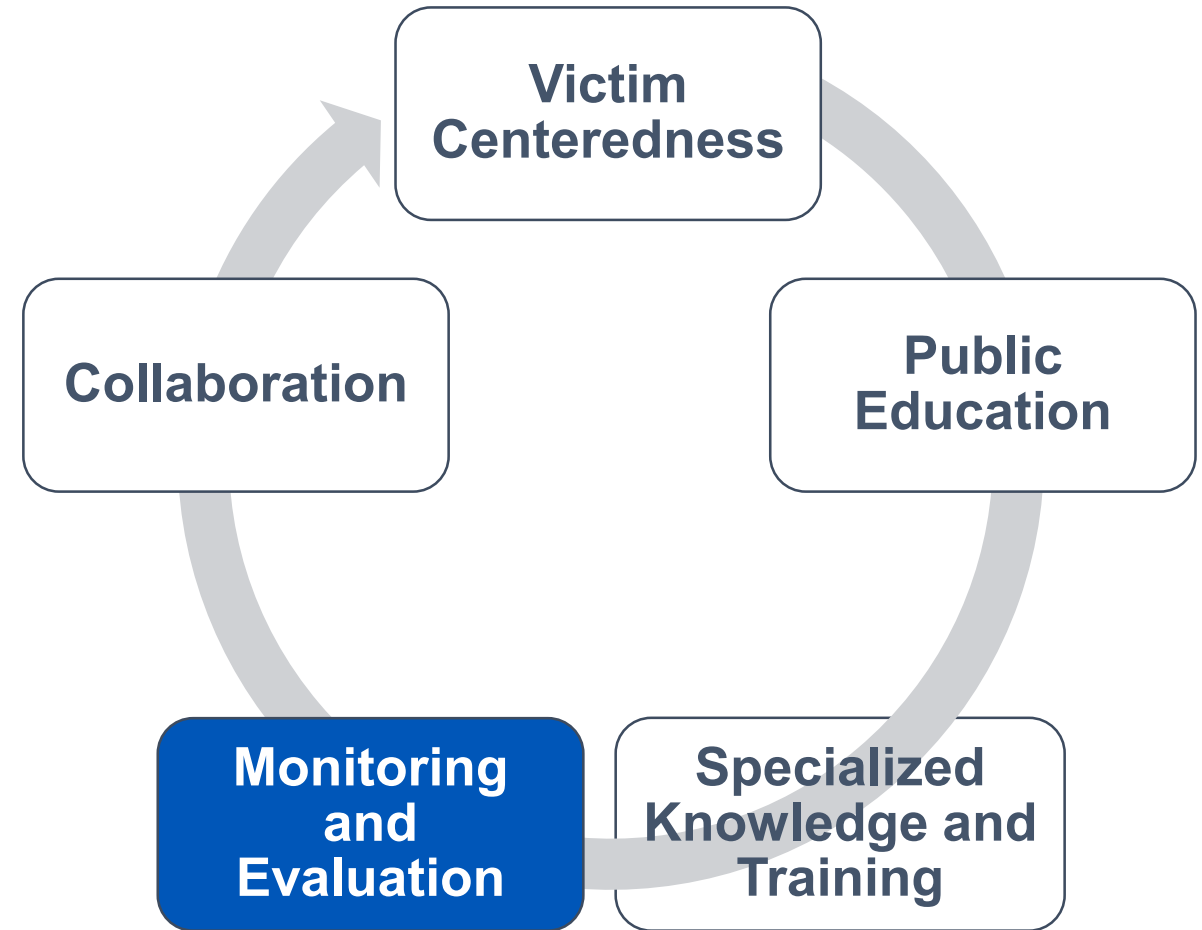 Victim
Centeredness
Public
Education
Specialized
Knowledge and
Training
Monitoring
and
Evaluation
Collaboration